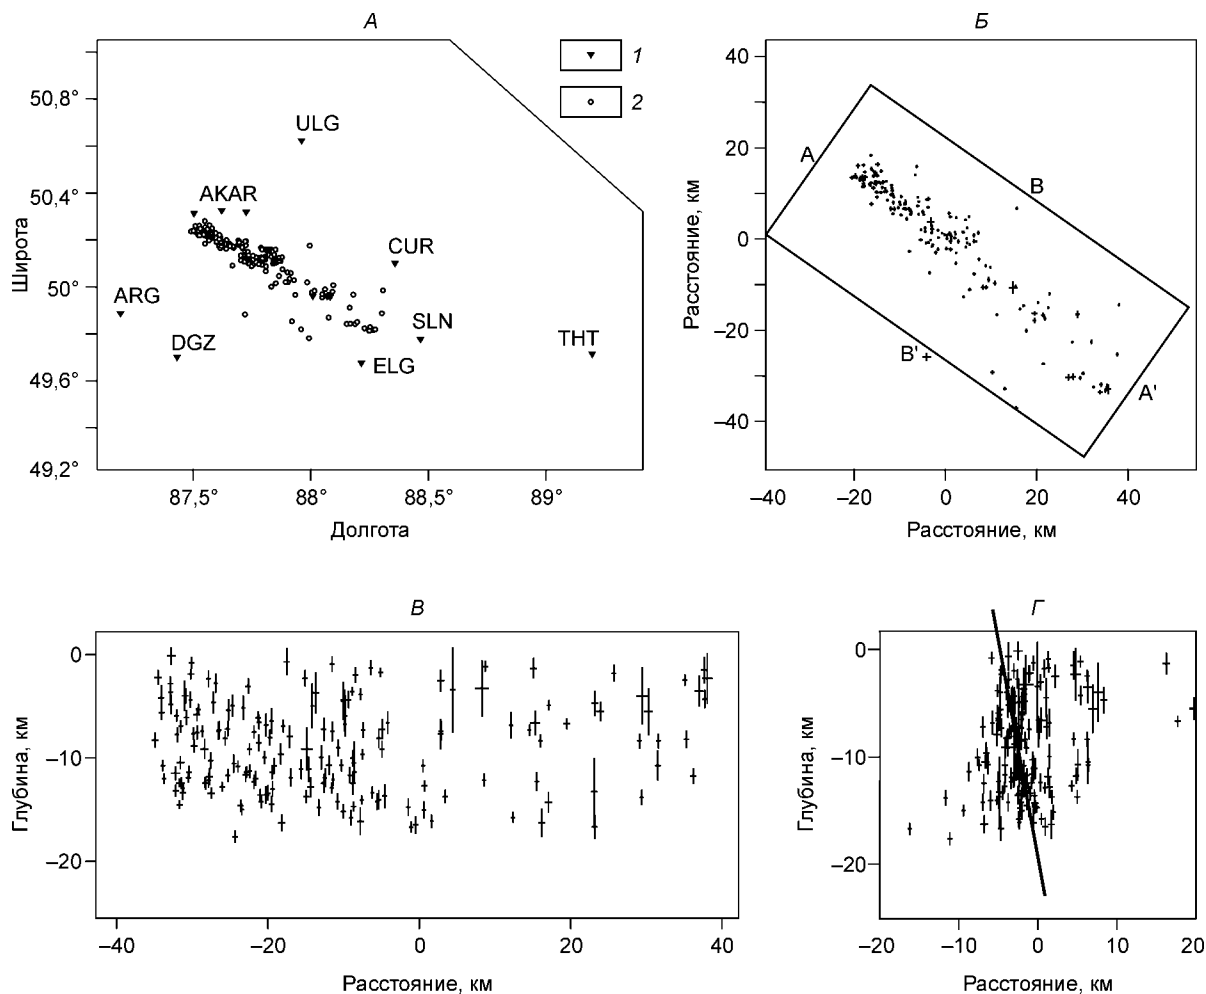 А
50,8°
50,4°
50°
49,6°
49,2°
Широта
ULG
AKAR
CUR
ARG
DGZ
SLN
THT
ELG
87,5°
88°
88,5°
89°
Долгота
1
2
Б
40
20
0
–20
–40
Расстояние, км
A
B
B'
A'
–40
–20
0
20
40
Расстояние, км
В
0
–10
–20
Глубина, км
–40
–20
0
20
40
Расстояние, км
Г
0
–10
–20
Глубина, км
–20
–10
0
10
20
Расстояние, км